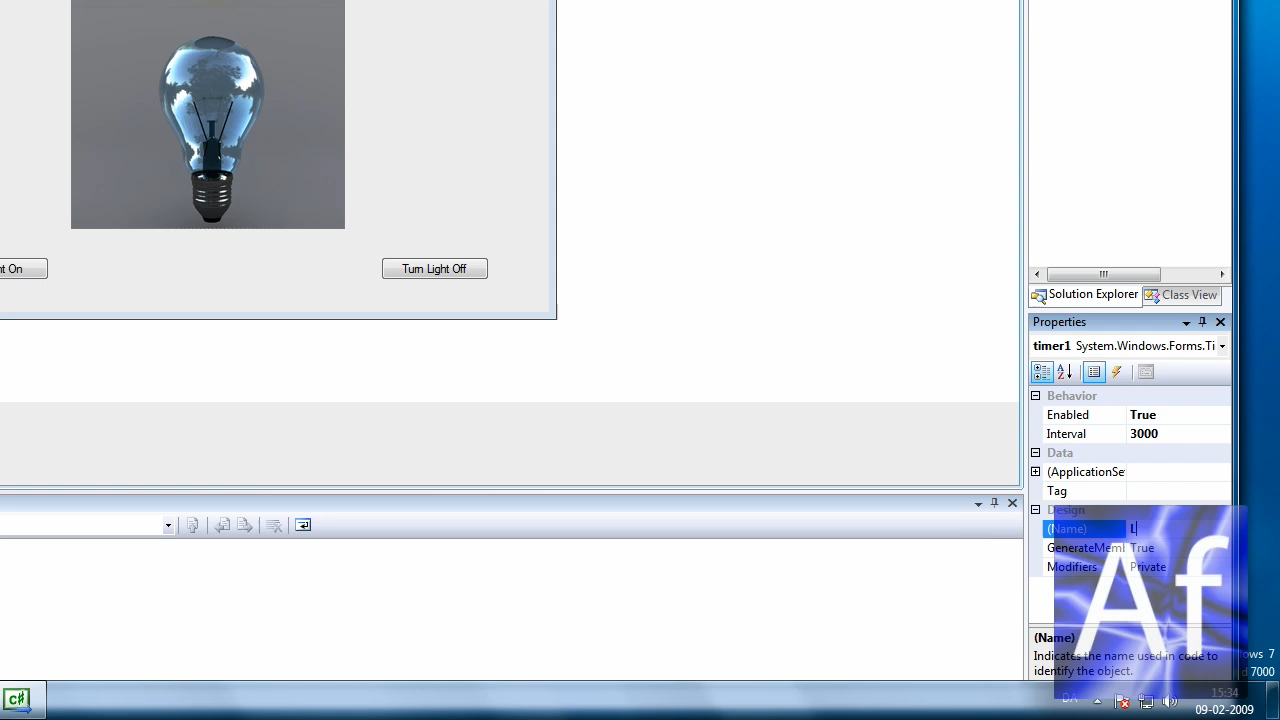 nt On
Turn Light Off
Solution Explorer
Class View
Properties
timer1 System.Windows.Forms.Ti
Behavior
Enabled True
Interval 3000
Data
(ApplicationSet
Tag
Design
(Name) L
GenerateMeml True
Modifiers Private
Af
(Name)
Indicates the name used in code to
identify the object.
ows 7
d 7000
C#
DA
15:34
09-02-2009